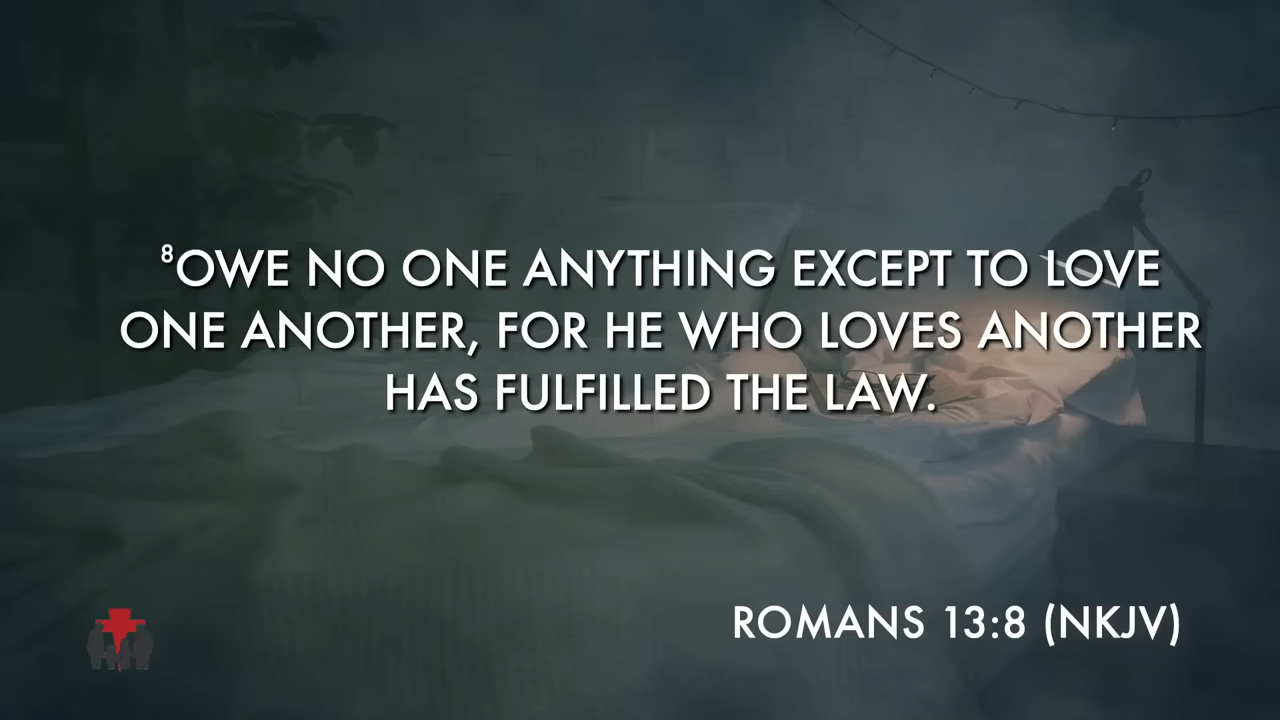 ⁸OWE NO ONE ANYTHING EXCEPT TO LOVE
ONE ANOTHER, FOR HE WHO LOVES ANOTHER
HAS FULFILLED THE LAW.
ROMANS 13:8 (NKJV)